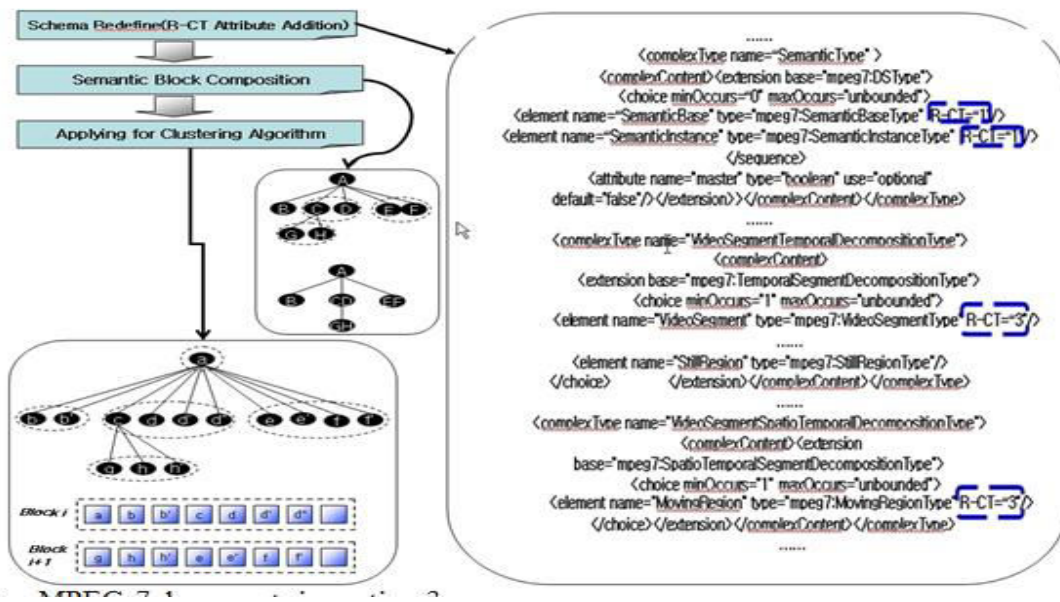 Schema Redefine(R-CT Attribute Addition)
Semantic Block Composition
Applying for Clustering Algorithm
A
B C D E F
G H
A
B CD EF
GH
a
b b' c d d' d" e e' f f'
g h h'
Block i a b b' c d d' d"
Block
i+1
g h h' e e' f f'
......
<complexType name="SemanticType" >
<complexContent><extension base="mpeg7:DSType">
<choice minOccurs="0" maxOccurs="unbounded">
<element name="SemanticBase" type="mpeg7:SemanticBaseType" R-CT="1"/>
<element name="SemanticInstance" type="mpeg7:SemanticInstanceType" R-CT="1"/>
</sequence>
<attribute name="master" type="boolean" use="optional"
default="false"/></extension>></complexContent></complexType>
......
<complexType name="VideoSegmentTemporalDecompositionType">
<complexContent>
<extension base="mpeg7:TemporalSegmentDecompositionType">
<choice minOccurs="1" maxOccurs="unbounded">
<element name="VideoSegment" type="mpeg7:VideoSegmentType" R-CT="3"/>
......
<element name="StillRegion" type="mpeg7:StillRegionType"/>
</choice> </extension></complexContent></complexType>
......
<complexType name="VideoSegmentSpatioTemporalDecompositionType">
<complexContent><extension
base="mpeg7:SpatioTemporalSegmentDecompositionType">
<choice minOccurs="1" maxOccurs="unbounded">
<element name="MovingRegion" type="mpeg7:MovingRegionType" R-CT="3"/>
</choice></extension></complexContent></complexType>
......